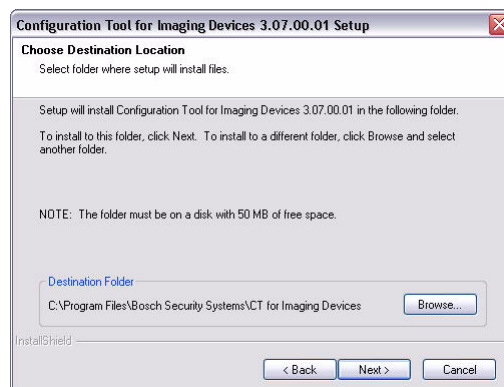 Configuration Tool for Imaging Devices 3.07.00.01 Setup
Choose Destination Location
Select folder where setup will install files.
Setup will install Configuration Tool for Imaging Devices 3.07.00.01 in the following folder.
To install to this folder, click Next. To install to a different folder, click Browse and select
another folder.
NOTE: The folder must be on a disk with 50 MB of free space.
Destination Folder
C:\Program Files\Bosch Security Systems\CT for Imaging Devices
Browse...
InstallShield
< Back
Next >
Cancel